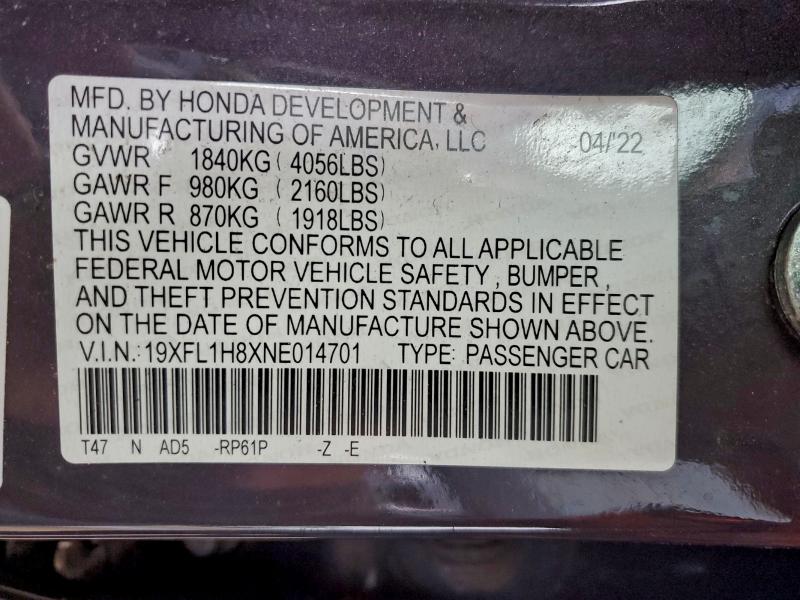 MFD. BY HONDA DEVELOPMENT &
MANUFACTURING OF AMERICA, LLC 04/'22
GVWR 1840KG ( 4056LBS)
GAWR F 980KG ( 2160LBS)
GAWR R 870KG ( 1918LBS)
THIS VEHICLE CONFORMS TO ALL APPLICABLE
FEDERAL MOTOR VEHICLE SAFETY , BUMPER ,
AND THEFT PREVENTION STANDARDS IN EFFECT
ON THE DATE OF MANUFACTURE SHOWN ABOVE.
V.I.N.: 19XFL1H8XNE014701 TYPE: PASSENGER CAR
T47 N AD5 -RP61P -Z -E